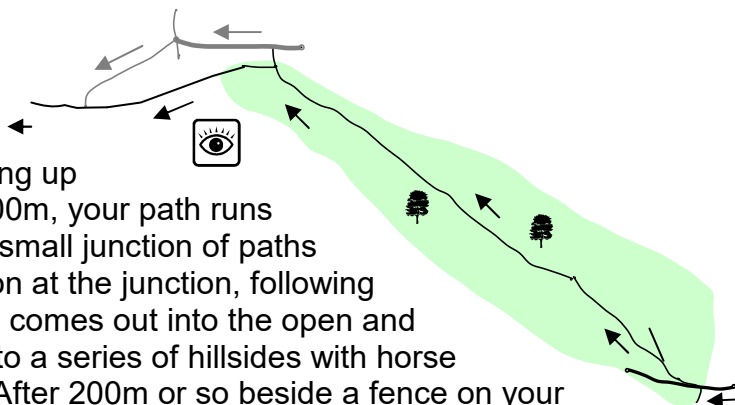 ng up
00m, your path runs
small junction of paths
on at the junction, following
comes out into the open and
to a series of hillsides with horse
After 200m or so beside a fence on your